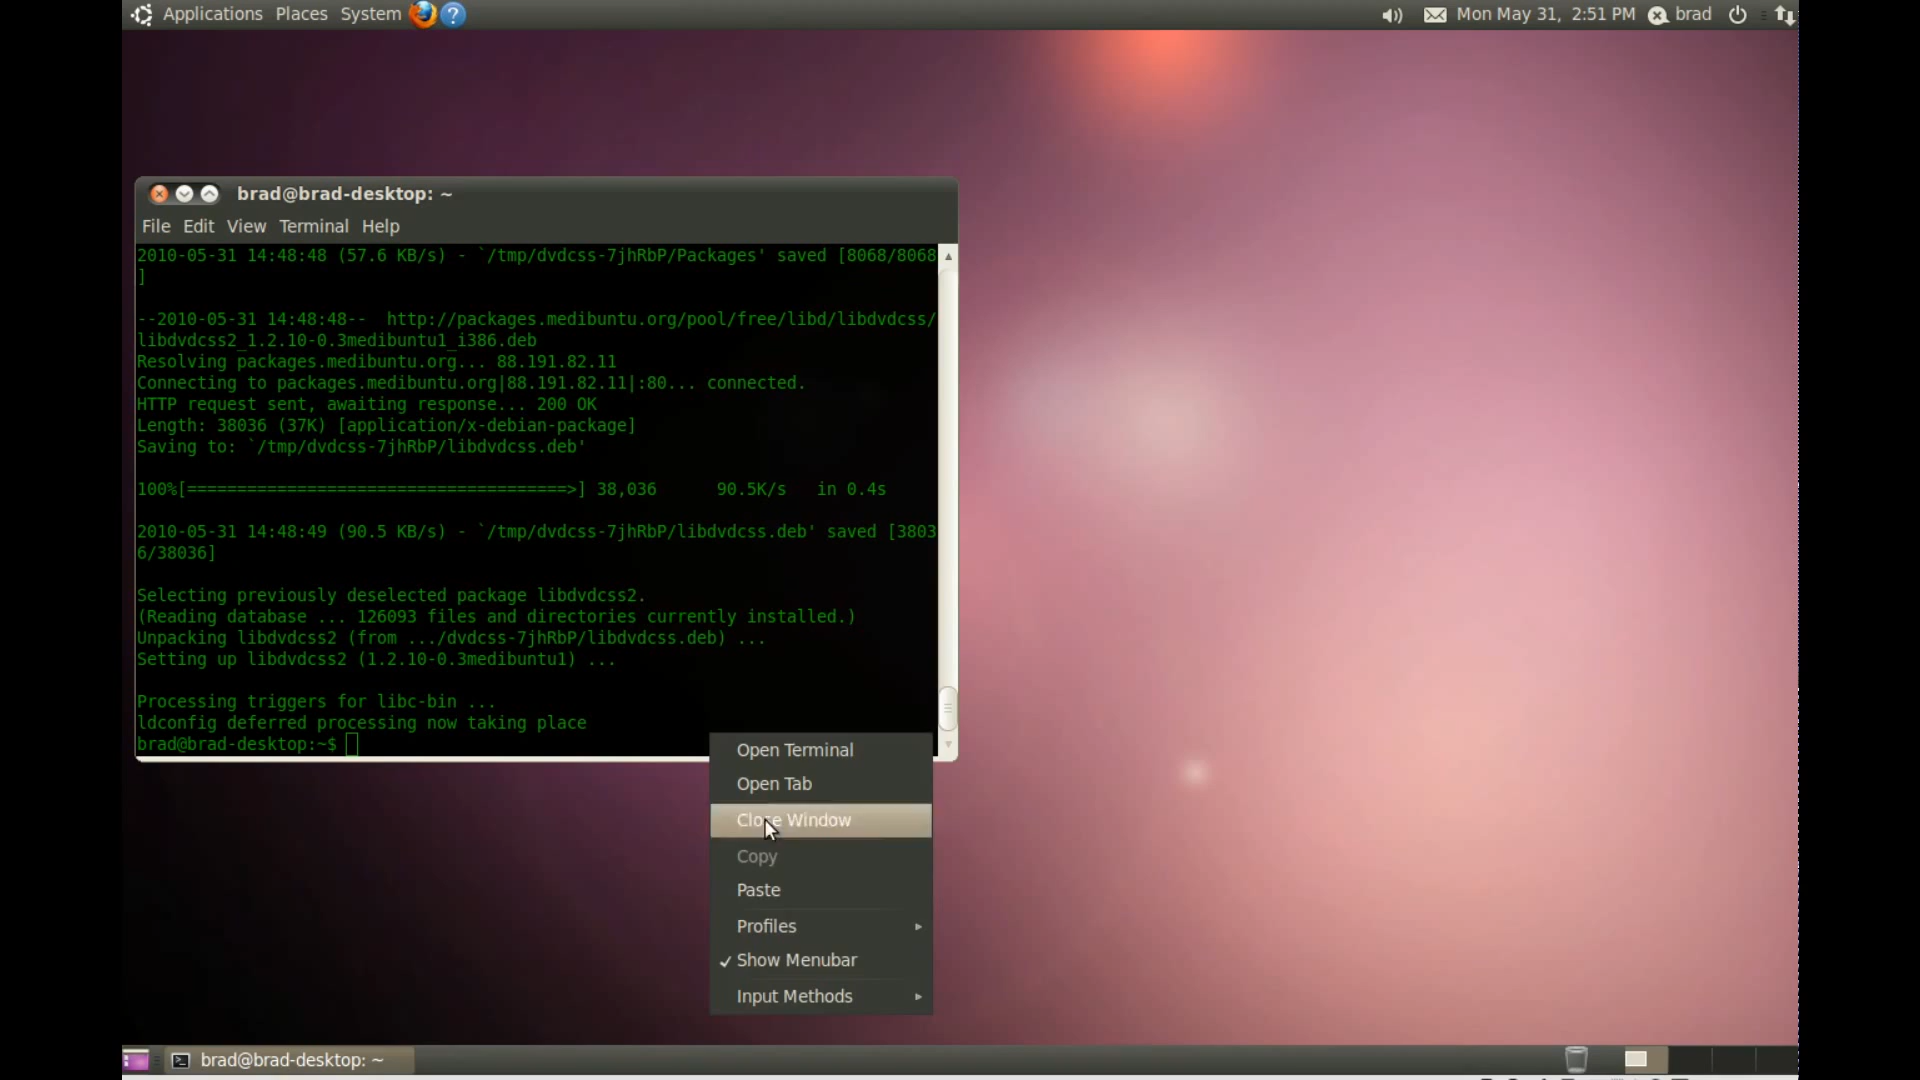 Applications Places System ?
Mon May 31, 2:51 PM brad
brad@brad-desktop: ~
File Edit View Terminal Help
2010-05-31 14:48:48 (57.6 KB/s) - `/tmp/dvdcss-7jhRbP/Packages' saved [8068/8068
]
--2010-05-31 14:48:48-- http://packages.medibuntu.org/pool/free/libd/libdvdcss/
libdvdcss2_1.2.10-0.3medibuntu1_i386.deb
Resolving packages.medibuntu.org... 88.191.82.11
Connecting to packages.medibuntu.org|88.191.82.11|:80... connected.
HTTP request sent, awaiting response... 200 OK
Length: 38036 (37K) [application/x-debian-package]
Saving to: `/tmp/dvdcss-7jhRbP/libdvdcss.deb'
100%[======================================>] 38,036 90.5K/s in 0.4s
2010-05-31 14:48:49 (90.5 KB/s) - `/tmp/dvdcss-7jhRbP/libdvdcss.deb' saved [3803
6/38036]
Selecting previously deselected package libdvdcss2.
(Reading database ... 126093 files and directories currently installed.)
Unpacking libdvdcss2 (from .../dvdcss-7jhRbP/libdvdcss.deb) ...
Setting up libdvdcss2 (1.2.10-0.3medibuntu1) ...
Processing triggers for libc-bin ...
ldconfig deferred processing now taking place
brad@brad-desktop:~$
Open Terminal
Open Tab
Close Window
Copy
Paste
Profiles
Show Menubar
Input Methods
brad@brad-desktop: ~